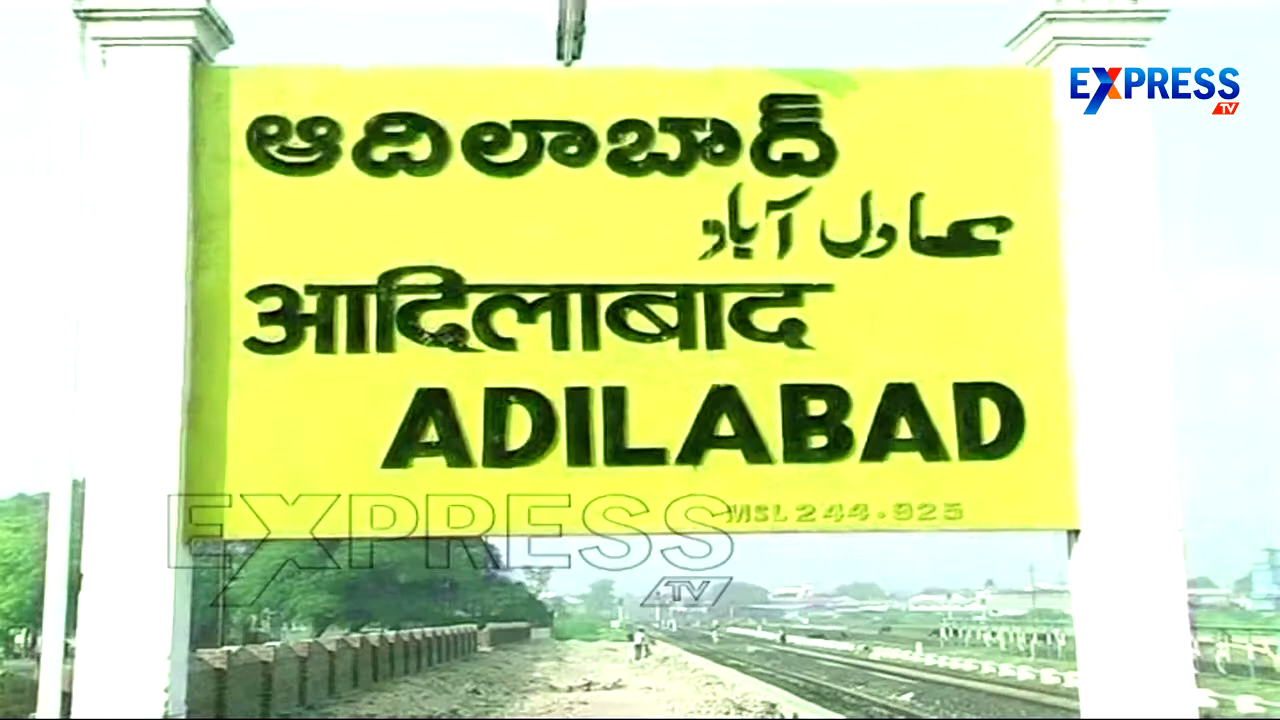 EXPRESS
TV
ఆదిలాబాద్
عادل آباد
आदिलाबाद
ADILABAD
MSL 244.925
EXPRESS
TV